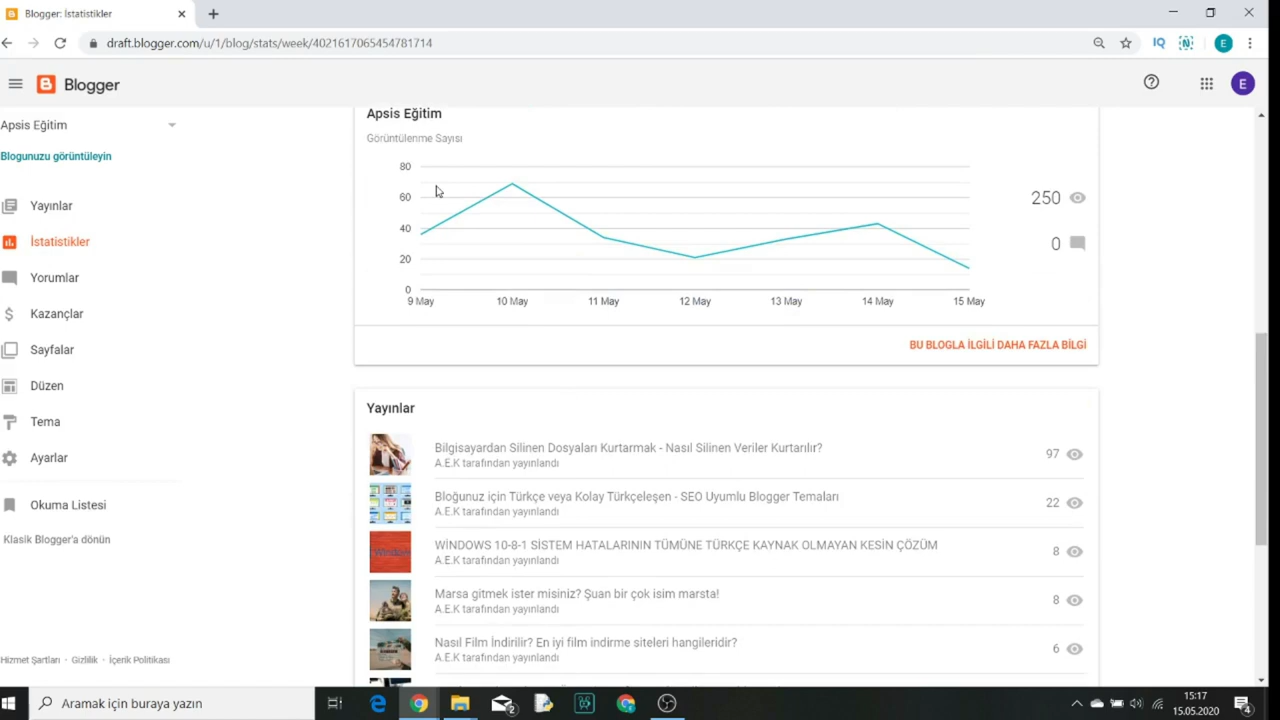 Blogger: İstatistikler
draft.blogger.com/u/1/blog/stats/week/4021617065454781714
IQ
N
E
Blogger
E
Apsis Eğitim
Blogunuzu görüntüleyin
Yayınlar
İstatistikler
Yorumlar
Kazançlar
Sayfalar
Düzen
Tema
Ayarlar
Okuma Listesi
Klasik Blogger'a dönün
Hizmet Şartları · Gizlilik · İçerik Politikası
Apsis Eğitim
Görüntülenme Sayısı
80
60
40
20
0
9 May 10 May 11 May 12 May 13 May 14 May 15 May
250
0
BU BLOGLA İLGİLİ DAHA FAZLA BİLGİ
Yayınlar
Bilgisayardan Silinen Dosyaları Kurtarmak - Nasıl Silinen Veriler Kurtarılır? 97
A.E.K tarafından yayınlandı
Bloğunuz için Türkçe veya Kolay Türkçeleşen - SEO Uyumlu Blogger Temaları 22
A.E.K tarafından yayınlandı
WİNDOWS 10-8-1 SİSTEM HATALARININ TÜMÜNE TÜRKÇE KAYNAK OLMAYAN KESİN ÇÖZÜM 8
A.E.K tarafından yayınlandı
Marsa gitmek ister misiniz? Şuan bir çok isim marsta! 8
A.E.K tarafından yayınlandı
Nasıl Film İndirilir? En iyi film indirme siteleri hangileridir? 6
A.E.K tarafından yayınlandı
Aramak için buraya yazın
2
15:17
15.05.2020
4